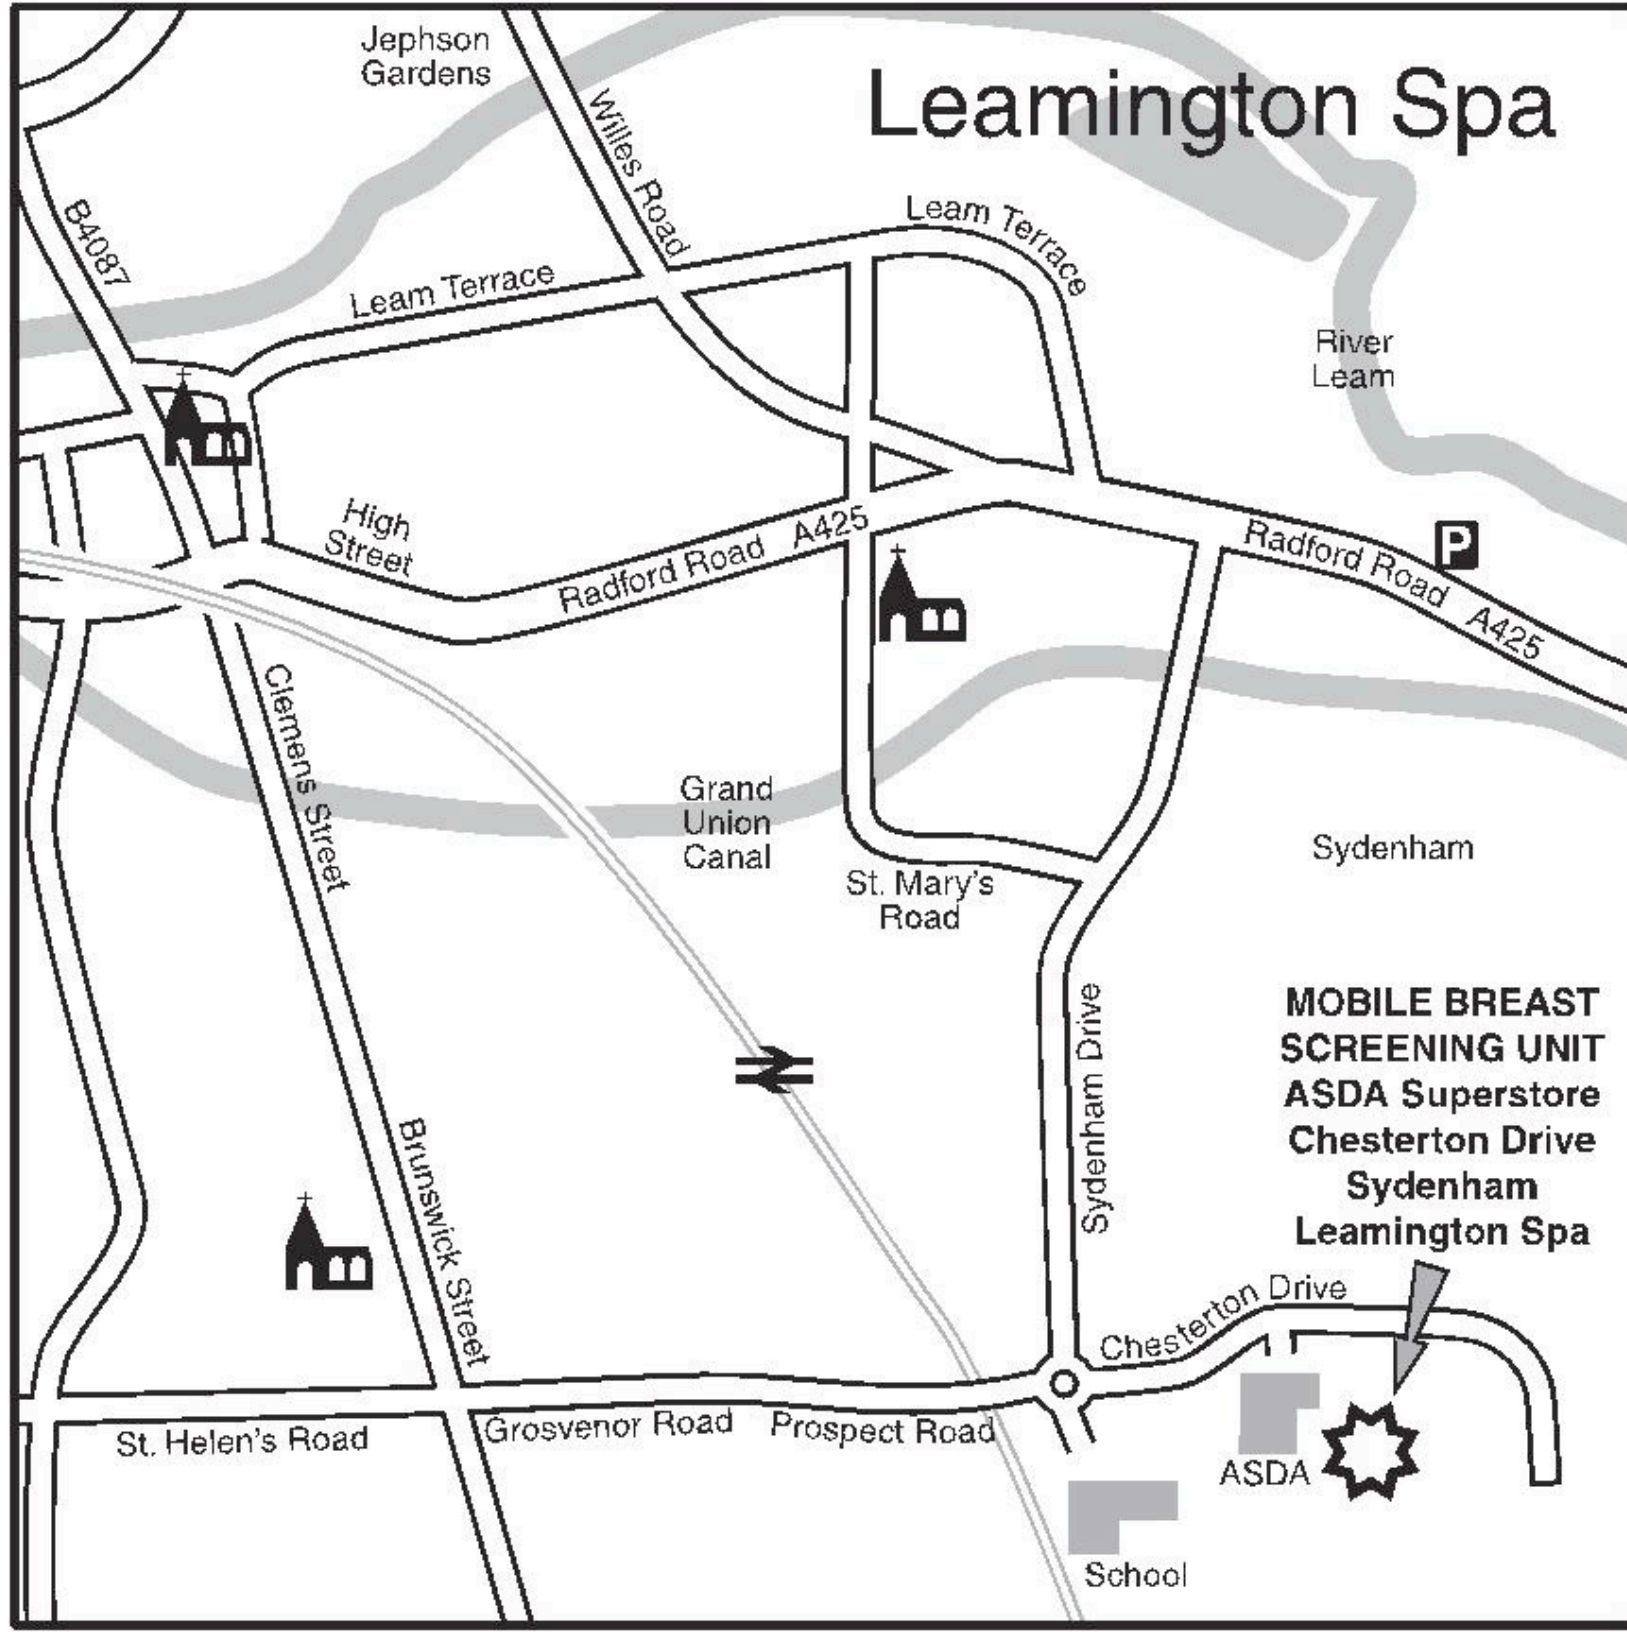 Jephson
Gardens
Leamington Spa
Willes Road
B4087
Leam Terrace
Leam Terrace
River
Leam
High
Street
Radford Road A425
Radford Road A425
P
Clemens Street
Grand
Union
Canal
St. Mary's
Road
Sydenham
Sydenham Drive
MOBILE BREAST
SCREENING UNIT
ASDA Superstore
Chesterton Drive
Sydenham
Leamington Spa
Brunswick Street
Chesterton Drive
St. Helen's Road
Grosvenor Road
Prospect Road
ASDA
School